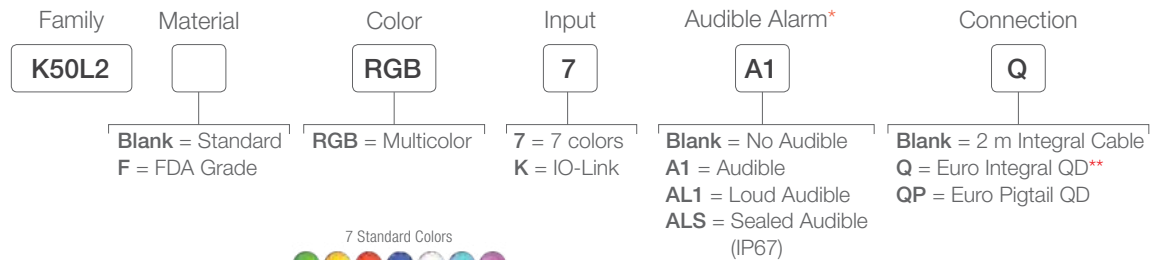 Family Material Color Input Audible Alarm* Connection
K50L2 RGB 7 A1 Q
Blank = Standard
F = FDA Grade
RGB = Multicolor
7 = 7 colors
K = IO-Link
Blank = No Audible
A1 = Audible
AL1 = Loud Audible
ALS = Sealed Audible
(IP67)
Blank = 2 m Integral Cable
Q = Euro Integral QD**
QP = Euro Pigtail QD
7 Standard Colors